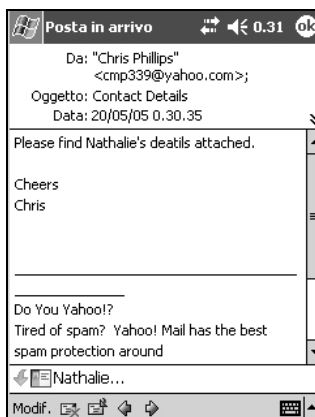 Posta in arrivo 0.31 ok
Da: "Chris Phillips"
<cmp339@yahoo.com>;
Oggetto: Contact Details
Data: 20/05/05 0.30.35
Please find Nathalie's deatils attached.
Cheers
Chris
Do You Yahoo!?
Tired of spam? Yahoo! Mail has the best
spam protection around
Nathalie...
Modif.